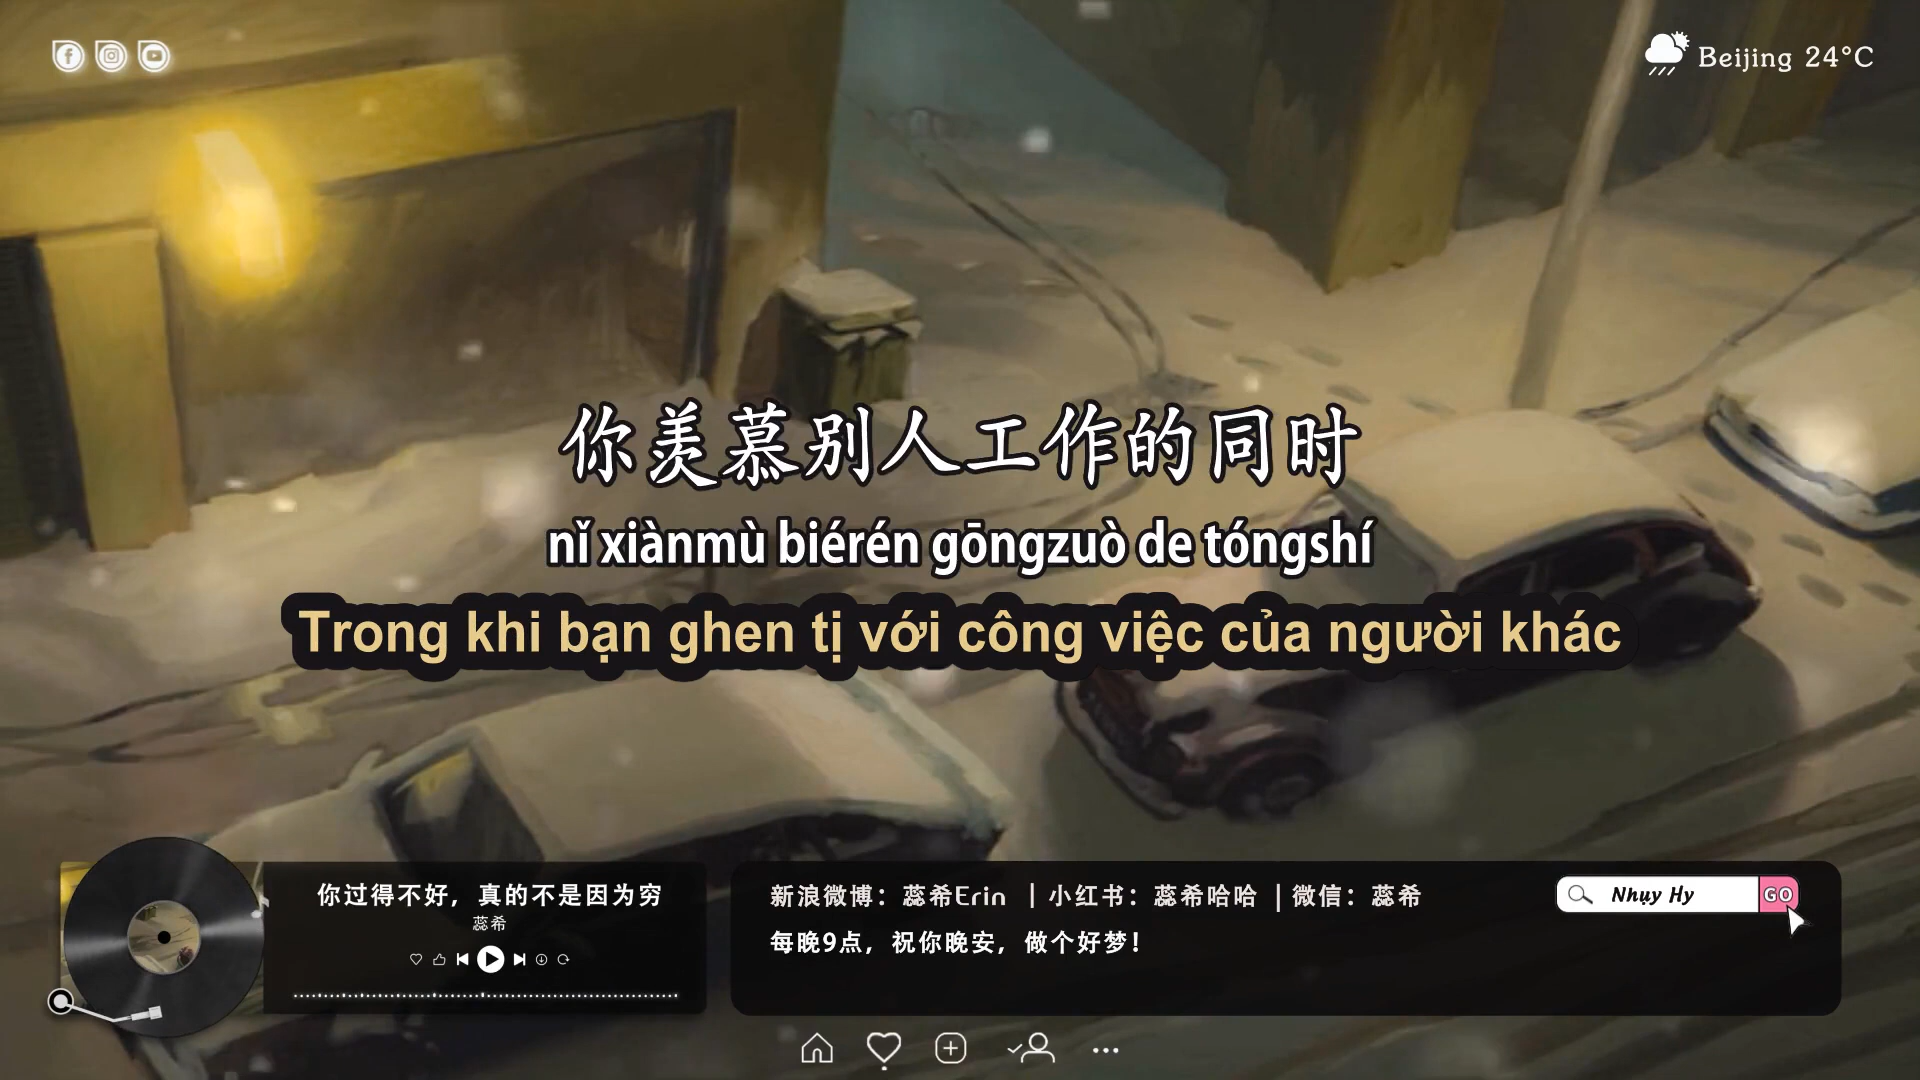 Beijing 24°C
你羡慕别人工作的同时
nǐ xiànmù biérén gōngzuò de tóngshí
Trong khi bạn ghen tị với công việc của người khác
你过得不好，真的不是因为穷
蕊希
新浪微博：蕊希Erin ｜小红书：蕊希哈哈 ｜微信：蕊希
每晚9点，祝你晚安，做个好梦！
Nhụy Hy
GO